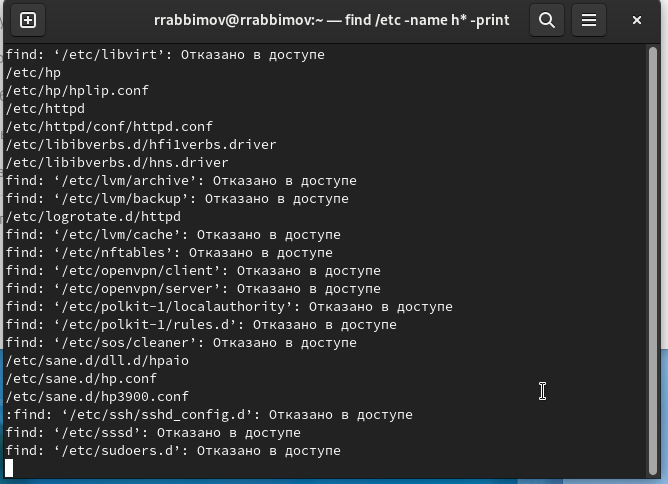 rrabbimov@rrabbimov:~ — find /etc -name h* -print
find: ‘/etc/libvirt’: Отказано в доступе
/etc/hp
/etc/hp/hplip.conf
/etc/httpd
/etc/httpd/conf/httpd.conf
/etc/libibverbs.d/hfi1verbs.driver
/etc/libibverbs.d/hns.driver
find: ‘/etc/lvm/archive’: Отказано в доступе
find: ‘/etc/lvm/backup’: Отказано в доступе
/etc/logrotate.d/httpd
find: ‘/etc/lvm/cache’: Отказано в доступе
find: ‘/etc/nftables’: Отказано в доступе
find: ‘/etc/openvpn/client’: Отказано в доступе
find: ‘/etc/openvpn/server’: Отказано в доступе
find: ‘/etc/polkit-1/localauthority’: Отказано в доступе
find: ‘/etc/polkit-1/rules.d’: Отказано в доступе
find: ‘/etc/sos/cleaner’: Отказано в доступе
/etc/sane.d/dll.d/hpaio
/etc/sane.d/hp.conf
/etc/sane.d/hp3900.conf
:find: ‘/etc/ssh/sshd_config.d’: Отказано в доступе
find: ‘/etc/sssd’: Отказано в доступе
find: ‘/etc/sudoers.d’: Отказано в доступе